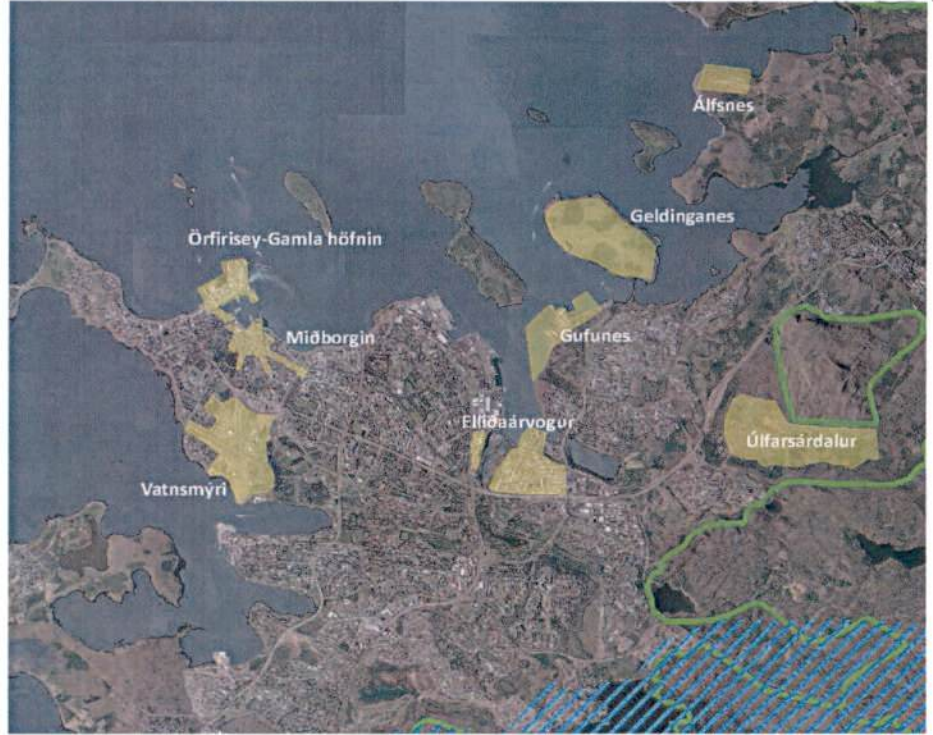 Álfsnes
Geldinganes
Örfirisey-Gamla höfnin
Miðborgin
Gufunes
Elliðaárvogur
Úlfarsárdalur
Vatnsmýri